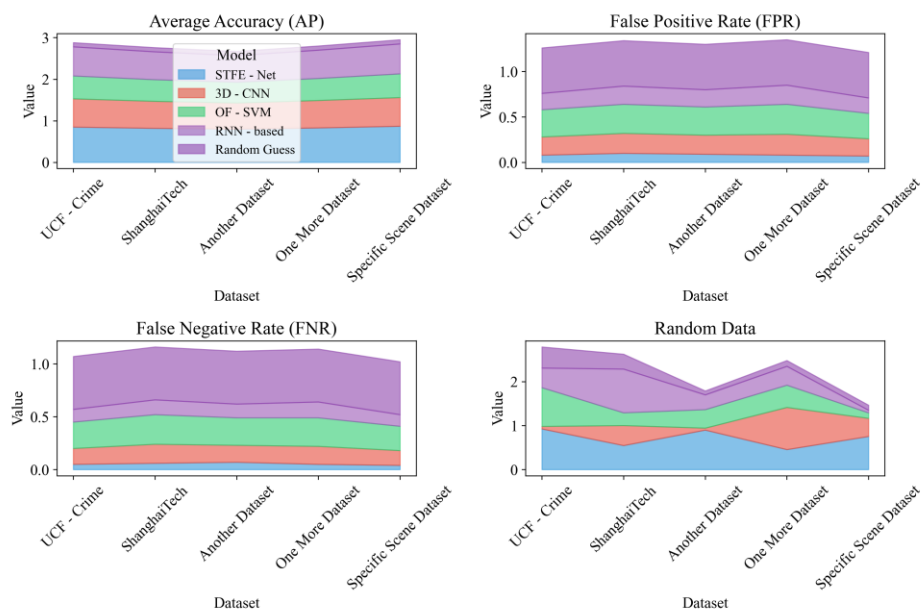 Average Accuracy (AP)
Value
3
2
1
0
Model
STFE - Net
3D - CNN
OF - SVM
RNN - based
Random Guess
UCF - Crime
ShanghaiTech
Another Dataset
One More Dataset
Specific Scene Dataset
Dataset
False Positive Rate (FPR)
Value
1.0
0.5
0.0
UCF - Crime
ShanghaiTech
Another Dataset
One More Dataset
Specific Scene Dataset
Dataset
False Negative Rate (FNR)
Value
1.0
0.5
0.0
UCF - Crime
ShanghaiTech
Another Dataset
One More Dataset
Specific Scene Dataset
Dataset
Random Data
Value
2
1
0
UCF - Crime
ShanghaiTech
Another Dataset
One More Dataset
Specific Scene Dataset
Dataset